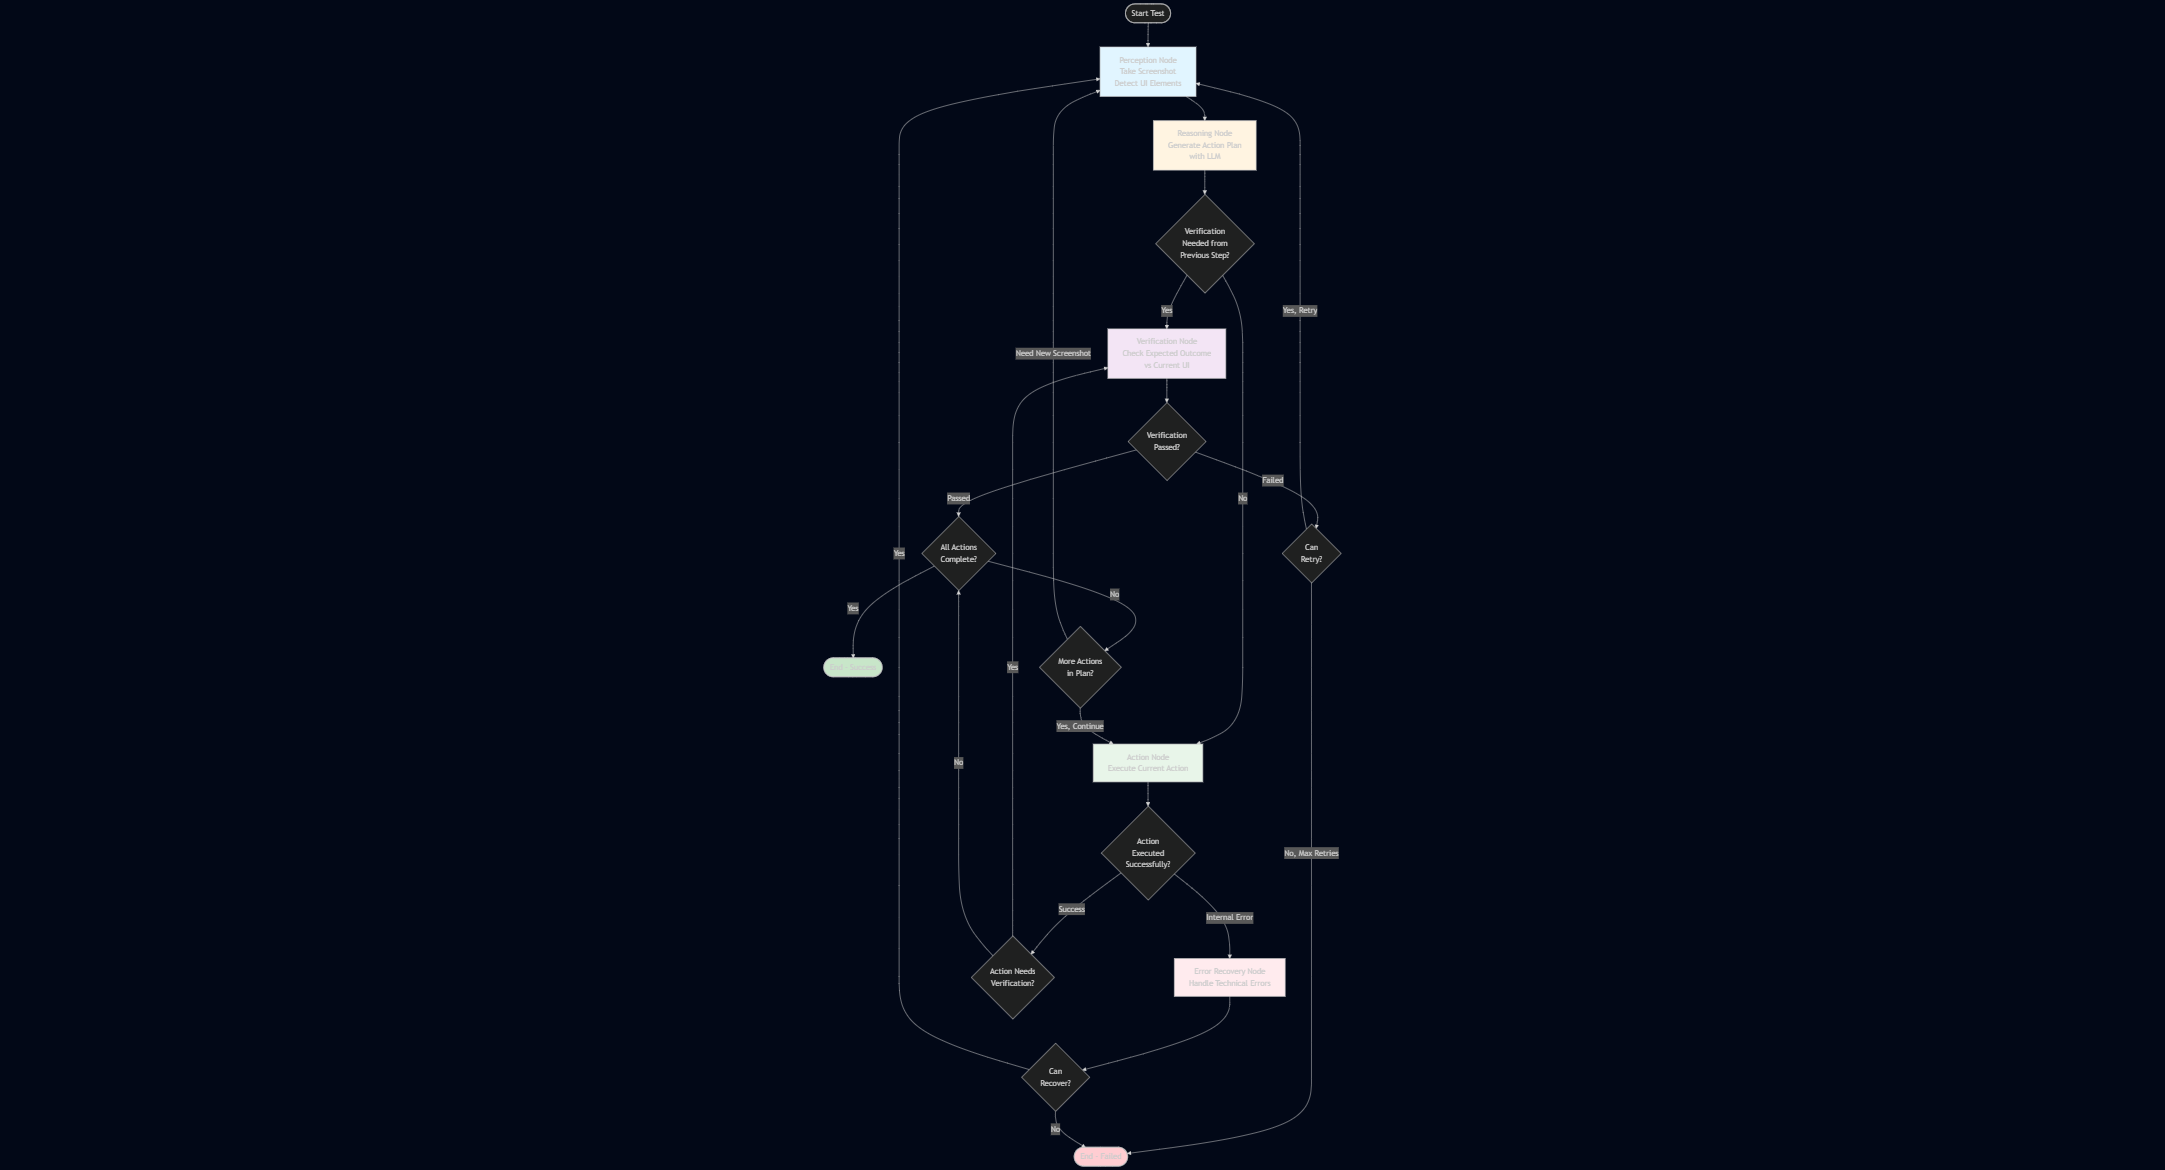 Start Test
Perception Node
Take Screenshot
Detect UI Elements
Reasoning Node
Generate Action Plan
with LLM
Verification
Needed from
Previous Step?
Yes
Yes, Retry
Verification Node
Check Expected Outcome
vs Current UI
Need New Screenshot
Verification
Passed?
Failed
Passed
No
All Actions
Complete?
Yes
Can
Retry?
No
Yes
End - Success
Yes
More Actions
in Plan?
Yes, Continue
Action Node
Execute Current Action
No
Action
Executed
Successfully?
No, Max Retries
Success
Internal Error
Action Needs
Verification?
Error Recovery Node
Handle Technical Errors
Can
Recover?
No
End - Failed